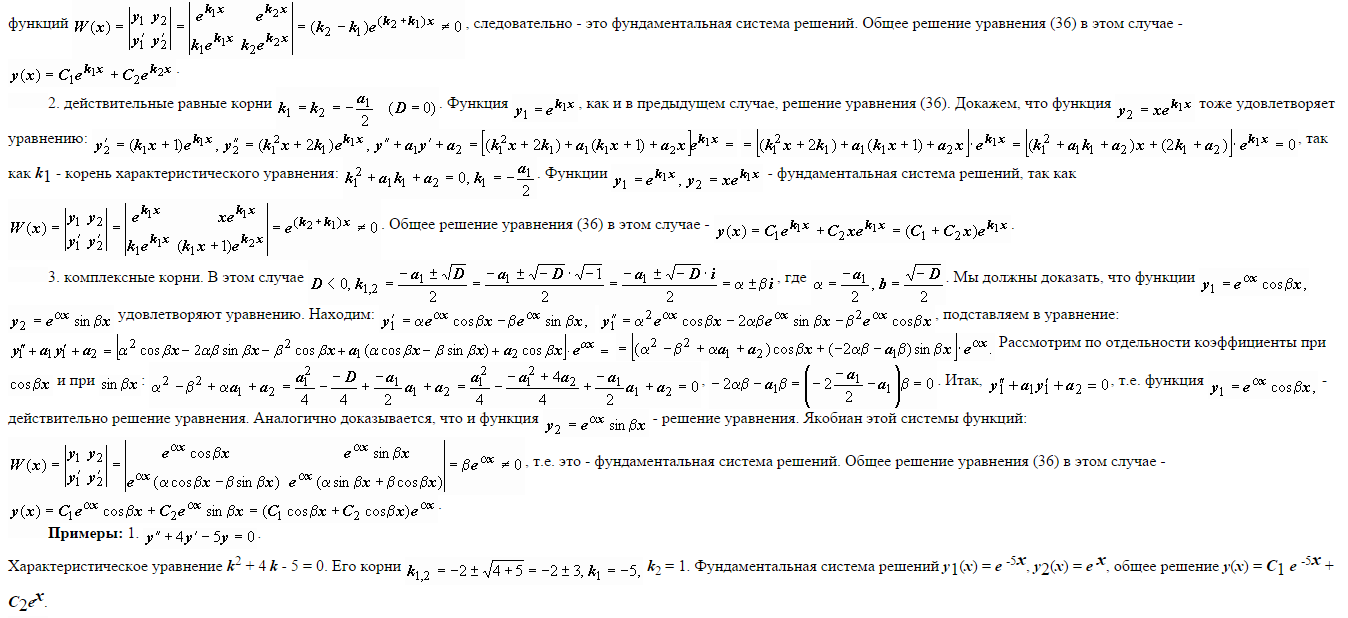 функций W(x) = |y₁ y₂; y₁′ y₂′| = |e^{k₁x} e^{k₂x}; k₁e^{k₁x} k₂e^{k₂x}| = (k₂ − k₁)e^{(k₂+k₁)x} ≠ 0 , следовательно - это фундаментальная система решений. Общее решение уравнения (36) в этом случае -
y(x) = C₁e^{k₁x} + C₂e^{k₂x} .
2. действительные равные корни k₁ = k₂ = −a₁/2 (D = 0) . Функция y₁ = e^{k₁x} , как и в предыдущем случае, решение уравнения (36). Докажем, что функция y₂ = xe^{k₁x} тоже удовлетворяет
уравнению: y₂′ = (k₁x + 1)e^{k₁x} , y₂″ = (k₁²x + 2k₁)e^{k₁x} , y″ + a₁y′ + a₂ = [(k₁²x + 2k₁) + a₁(k₁x + 1) + a₂x]e^{k₁x} = = [(k₁²x + 2k₁) + a₁(k₁x + 1) + a₂x]· e^{k₁x} = [(k₁² + a₁k₁ + a₂)x + (2k₁ + a₂)]· e^{k₁x} = 0 , так
как k₁ - корень характеристического уравнения: k₁² + a₁k₁ + a₂ = 0, k₁ = −a₁/2 . Функции y₁ = e^{k₁x} , y₂ = xe^{k₁x} - фундаментальная система решений, так как
W(x) = |y₁ y₂; y₁′ y₂′| = |e^{k₁x} xe^{k₁x}; k₁e^{k₁x} (k₁x + 1)e^{k₂x}| = e^{(k₂+k₁)x} ≠ 0 . Общее решение уравнения (36) в этом случае - y(x) = C₁e^{k₁x} + C₂xe^{k₁x} = (C₁ + C₂x)e^{k₁x} .
3. комплексные корни. В этом случае D < 0, k₁,₂ = (−a₁ ± √D)/2 = (−a₁ ± √−D · √−1)/2 = (−a₁ ± √−D · i)/2 = α ± βi , где α = −a₁/2, b = √−D/2 . Мы должны доказать, что функции y₁ = e^{αx} cos βx,
y₂ = e^{αx} sin βx удовлетворяют уравнению. Находим: y₁′ = αe^{αx} cos βx − βe^{αx} sin βx, y₁″ = α²e^{αx} cos βx − 2αβe^{αx} sin βx − β²e^{αx} cos βx , подставляем в уравнение:
y₁″ + a₁y₁′ + a₂ = [α² cos βx − 2αβ sin βx − β² cos βx + a₁(α cos βx − β sin βx) + a₂ cos βx]· e^{αx} = = [(α² − β² + αa₁ + a₂) cos βx + (−2αβ − a₁β) sin βx]· e^{αx} . Рассмотрим по отдельности коэффициенты при
cos βx и при sin βx : α² − β² + αa₁ + a₂ = a₁²/4 − −D/4 + −a₁/2 a₁ + a₂ = a₁²/4 − (−a₁² + 4a₂)/4 + −a₁/2 a₁ + a₂ = 0 , −2αβ − a₁β = (−2 −a₁/2 − a₁)β = 0 . Итак, y₁″ + a₁y₁′ + a₂ = 0 , т.е. функция y₁ = e^{αx} cos βx, -
действительно решение уравнения. Аналогично доказывается, что и функция y₂ = e^{αx} sin βx - решение уравнения. Якобиан этой системы функций:
W(x) = |y₁ y₂; y₁′ y₂′| = |e^{αx} cos βx e^{αx} sin βx; e^{αx}(α cos βx − β sin βx) e^{αx}(α sin βx + β cos βx)| = βe^{αx} ≠ 0 , т.е. это - фундаментальная система решений. Общее решение уравнения (36) в этом случае -
y(x) = C₁e^{αx} cos βx + C₂e^{αx} sin βx = (C₁ cos βx + C₂ cos βx)e^{αx} .
Примеры: 1. y″ + 4y′ − 5y = 0 .
Характеристическое уравнение k² + 4 k - 5 = 0. Его корни k₁,₂ = −2 ± √(4 + 5) = −2 ± 3, k₁ = −5, k₂ = 1. Фундаментальная система решений y₁(x) = e^{-5x}, y₂(x) = e^{x}, общее решение y(x) = C₁ e^{-5x} +
C₂e^{x}.